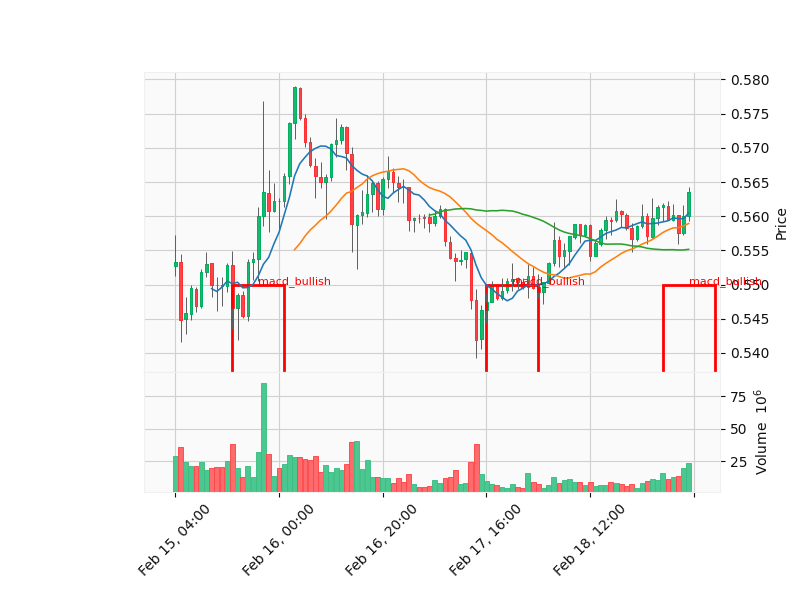 0.580
0.575
0.570
0.565
0.560
0.555
0.550
0.545
0.540
Price
macd_bullish
macd_bullish
macd_bullish
75
50
25
Volume 10^6
Feb 15, 04:00
Feb 16, 00:00
Feb 16, 20:00
Feb 17, 16:00
Feb 18, 12:00